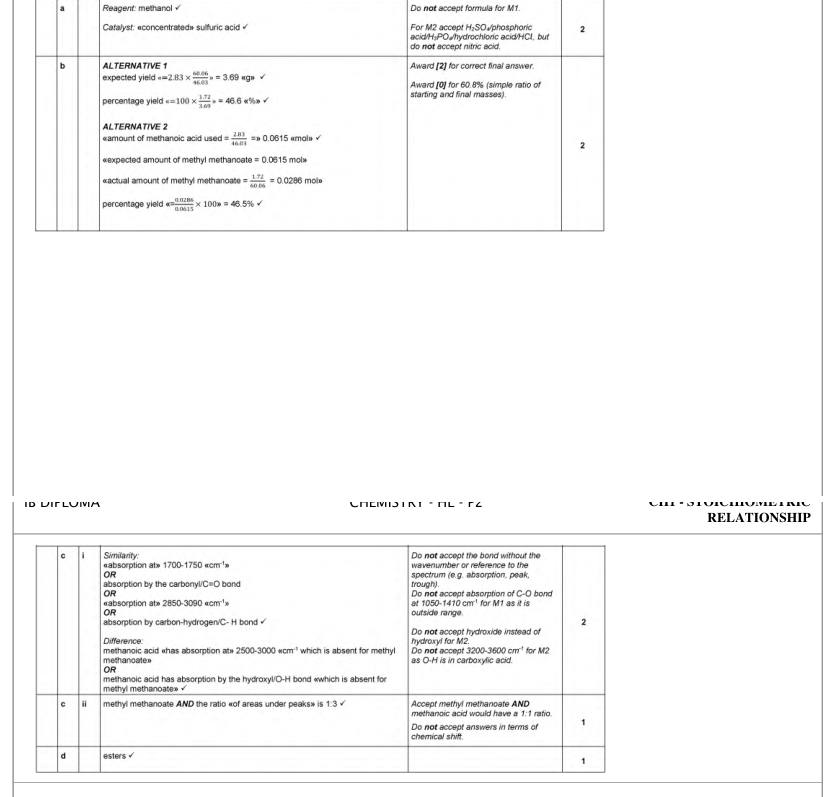 a
Reagent: methanol ✓
Do not accept formula for M1.
Catalyst: «concentrated» sulfuric acid ✓
For M2 accept H₂SO₄/phosphoric
acid/H₃PO₄/hydrochloric acid/HCl, but
do not accept nitric acid.
2
b
ALTERNATIVE 1
expected yield «=2.83 × 60.06/46.03 » = 3.69 «g» ✓
percentage yield «=100 × 1.72/3.69 » = 46.6 «%» ✓
ALTERNATIVE 2
«amount of methanoic acid used = 2.83/46.03 =» 0.0615 «mol» ✓
«expected amount of methyl methanoate = 0.0615 mol»
«actual amount of methyl methanoate = 1.72/60.06 = 0.0286 mol»
percentage yield «=0.0286/0.0615 × 100» = 46.5% ✓
Award [2] for correct final answer.
Award [0] for 60.8% (simple ratio of
starting and final masses).
2
IB DIPLOMA
CHEMISTRY - HL - P2
CH1 - STOICHIOMETRIC
RELATIONSHIP
c i
Similarity:
«absorption at» 1700-1750 «cm⁻¹»
OR
absorption by the carbonyl/C=O bond
OR
«absorption at» 2850-3090 «cm⁻¹»
OR
absorption by carbon-hydrogen/C- H bond ✓
Difference:
methanoic acid «has absorption at» 2500-3000 «cm⁻¹ which is absent for methyl
methanoate»
OR
methanoic acid has absorption by the hydroxyl/O-H bond «which is absent for
methyl methanoate» ✓
Do not accept the bond without the
wavenumber or reference to the
spectrum (e.g. absorption, peak,
trough).
Do not accept absorption of C-O bond
at 1050-1410 cm⁻¹ for M1 as it is
outside range.
Do not accept hydroxide instead of
hydroxyl for M2.
Do not accept 3200-3600 cm⁻¹ for M2
as O-H is in carboxylic acid.
2
c ii
methyl methanoate AND the ratio «of areas under peaks» is 1:3 ✓
Accept methyl methanoate AND
methanoic acid would have a 1:1 ratio.
Do not accept answers in terms of
chemical shift.
1
d
esters ✓
1